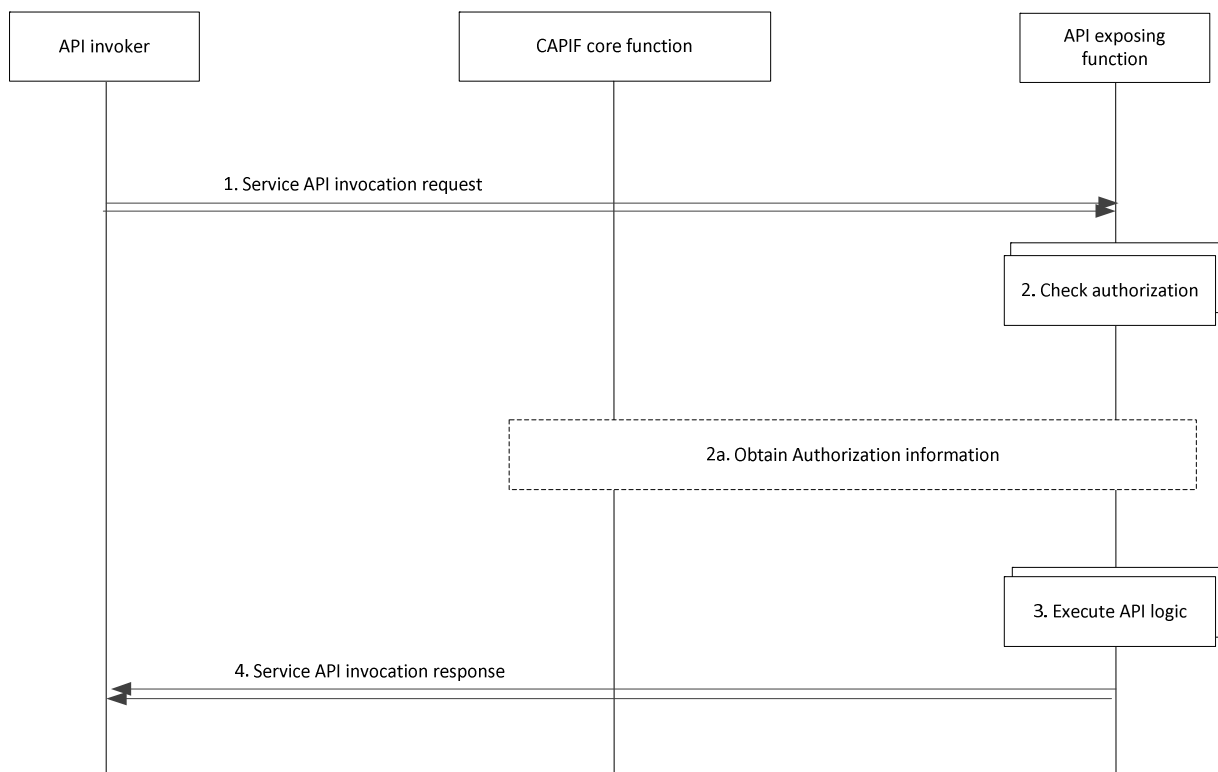 API invoker
CAPIF core function
API exposing
function
1. Service API invocation request
2. Check authorization
2a. Obtain Authorization information
3. Execute API logic
4. Service API invocation response